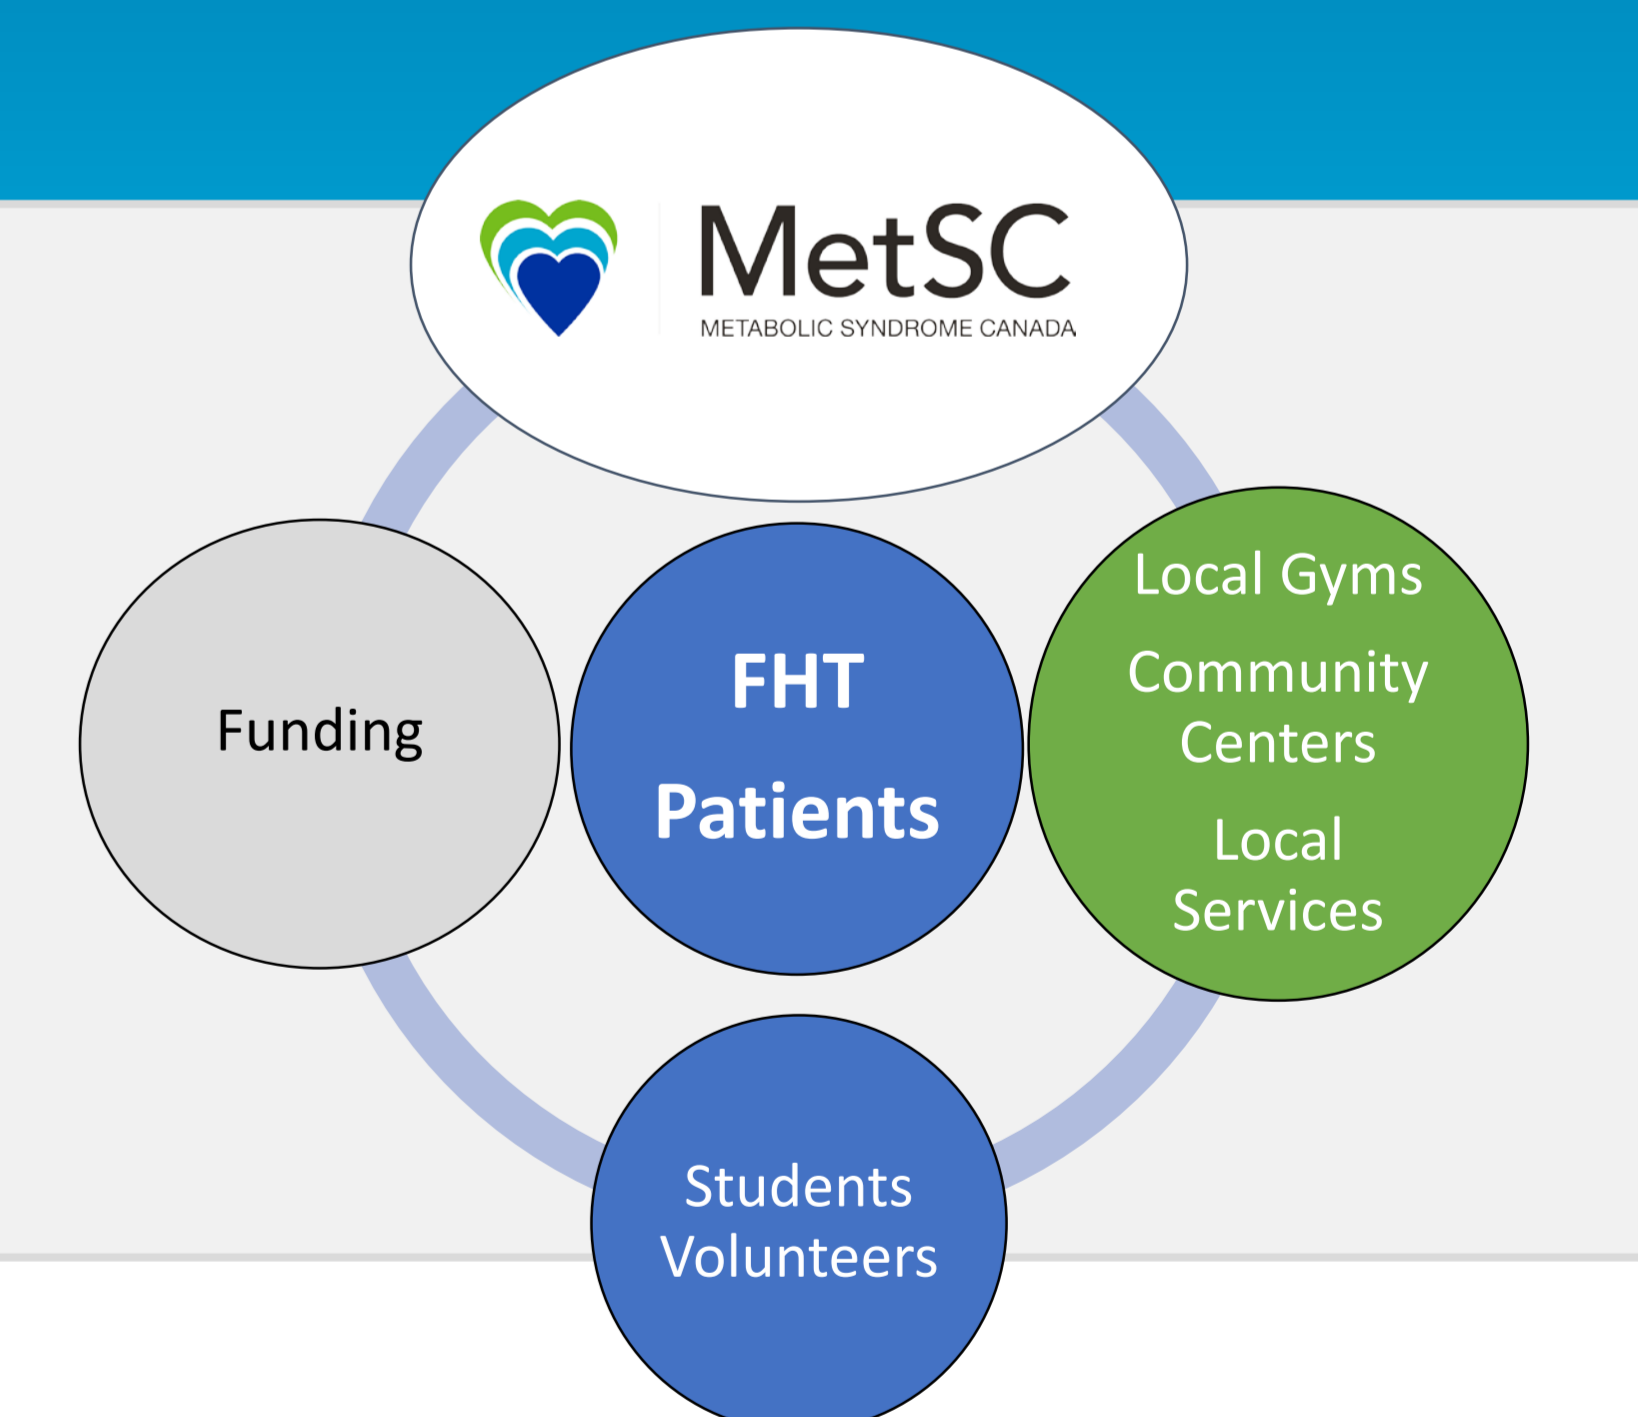 MetSC
METABOLIC SYNDROME CANADA
Funding
FHT
Patients
Local Gyms
Community
Centers
Local
Services
Students
Volunteers